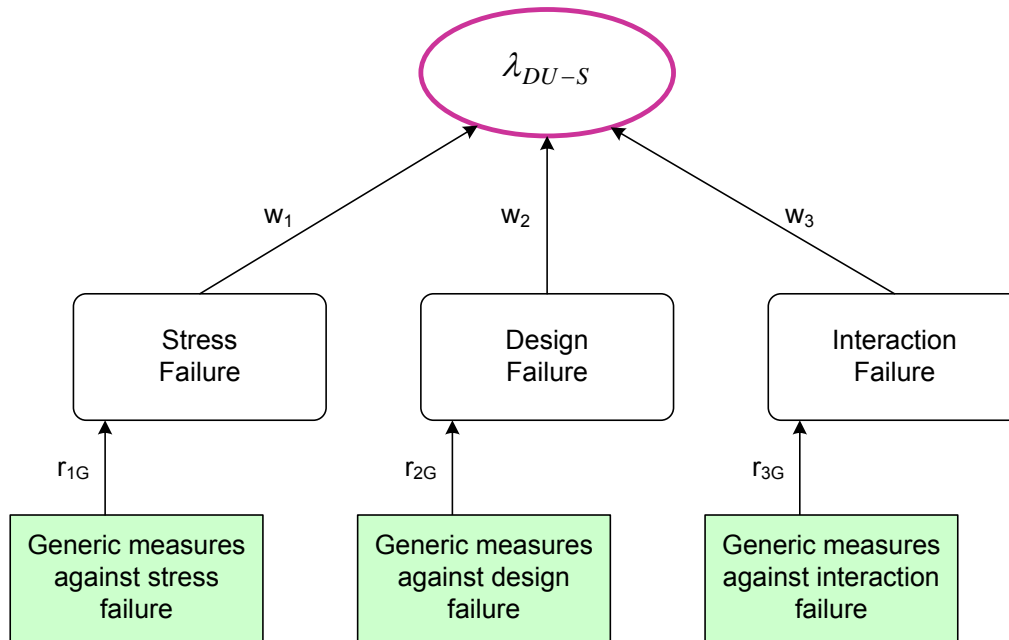 λDU−S
w1
w2
w3
Stress
Failure
Design
Failure
Interaction
Failure
r1G
r2G
r3G
Generic measures
against stress
failure
Generic measures
against design
failure
Generic measures
against interaction
failure